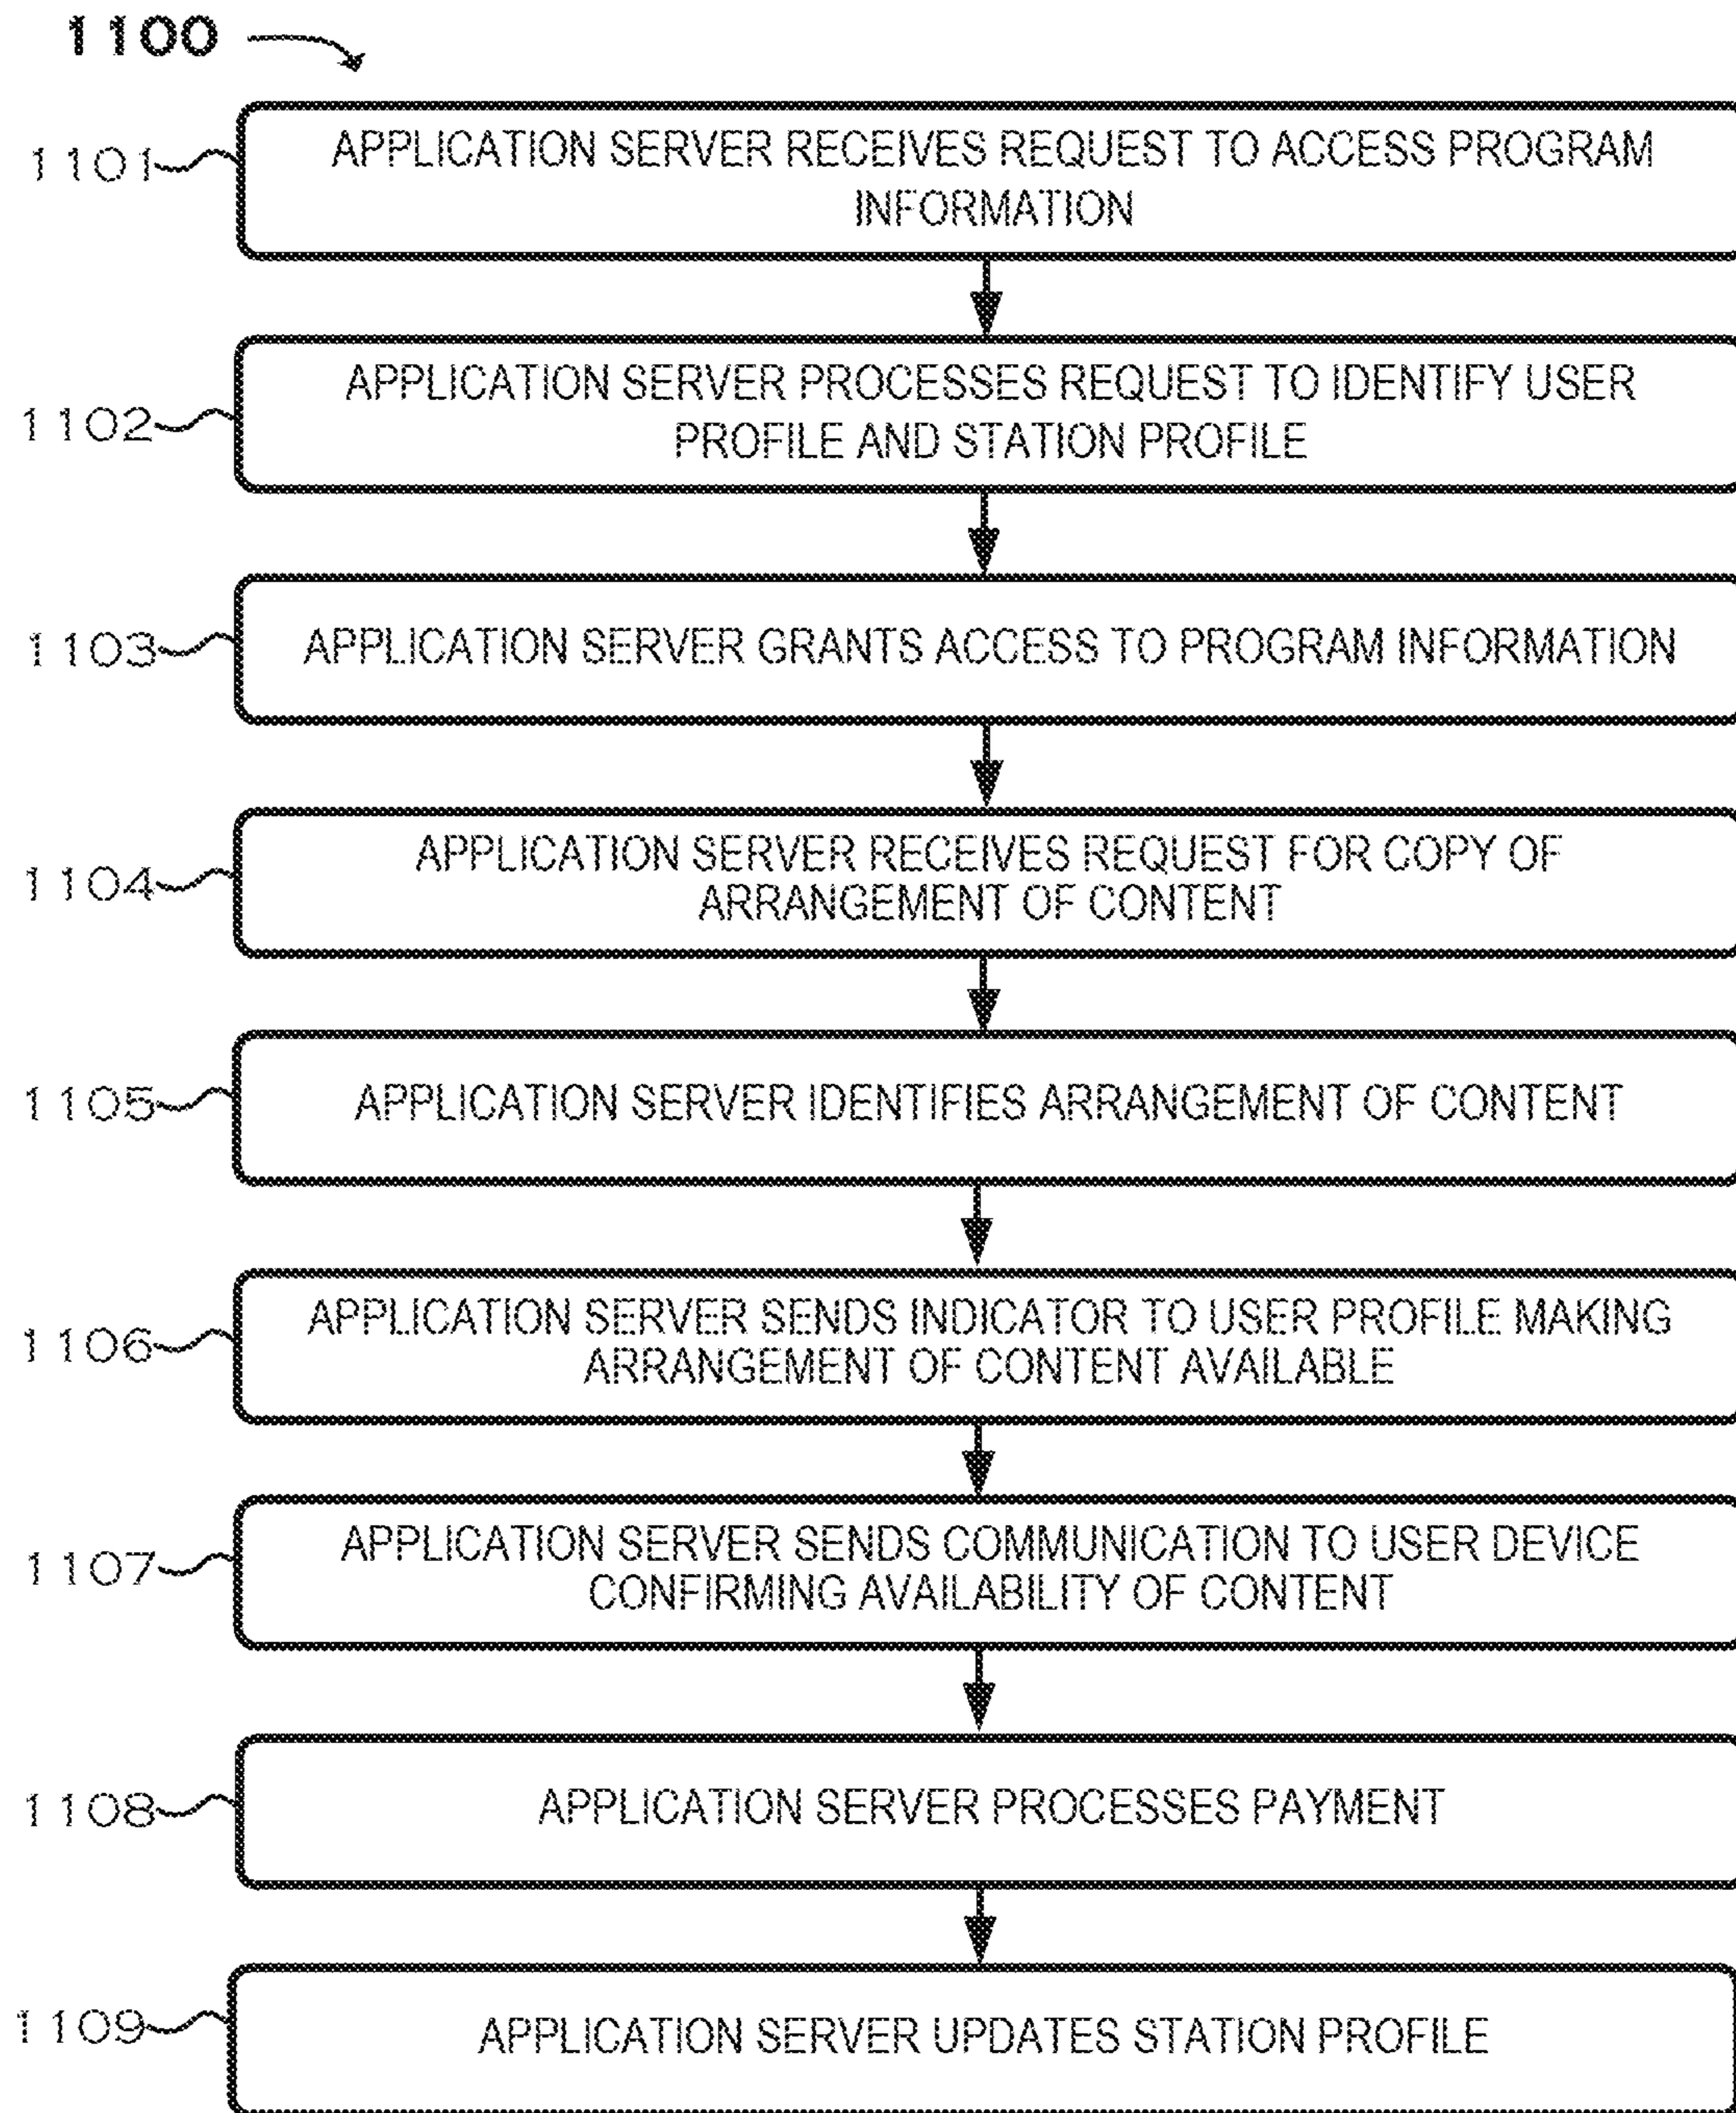 1100
1101
APPLICATION SERVER RECEIVES REQUEST TO ACCESS PROGRAM
INFORMATION
1102
APPLICATION SERVER PROCESSES REQUEST TO IDENTIFY USER
PROFILE AND STATION PROFILE
1103
APPLICATION SERVER GRANTS ACCESS TO PROGRAM INFORMATION
1104
APPLICATION SERVER RECEIVES REQUEST FOR COPY OF
ARRANGEMENT OF CONTENT
1105
APPLICATION SERVER IDENTIFIES ARRANGEMENT OF CONTENT
1106
APPLICATION SERVER SENDS INDICATOR TO USER PROFILE MAKING
ARRANGEMENT OF CONTENT AVAILABLE
1107
APPLICATION SERVER SENDS COMMUNICATION TO USER DEVICE
CONFIRMING AVAILABILITY OF CONTENT
1108
APPLICATION SERVER PROCESSES PAYMENT
1109
APPLICATION SERVER UPDATES STATION PROFILE